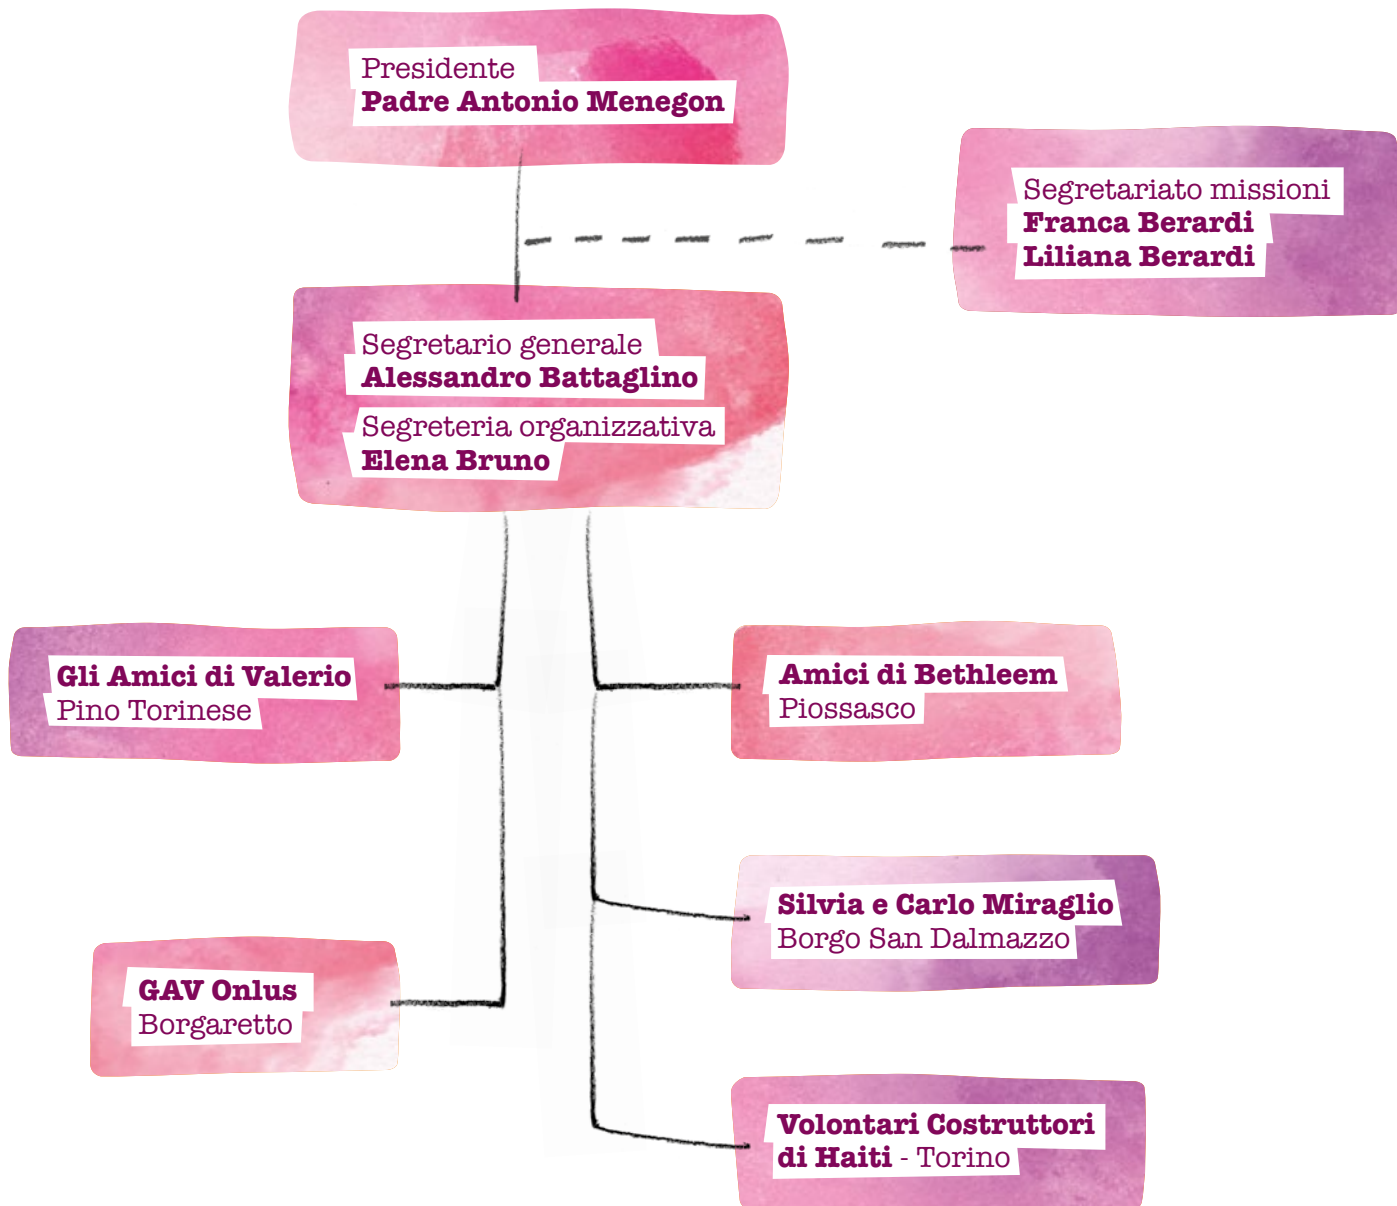 Presidente
Padre Antonio Menegon
Segretariato missioni
Franca Berardi
Liliana Berardi
Segretario generale
Alessandro Battaglino
Segreteria organizzativa
Elena Bruno
Gli Amici di Valerio
Pino Torinese
Amici di Bethleem
Piossasco
Silvia e Carlo Miraglio
Borgo San Dalmazzo
GAV Onlus
Borgaretto
Volontari Costruttori
di Haiti - Torino